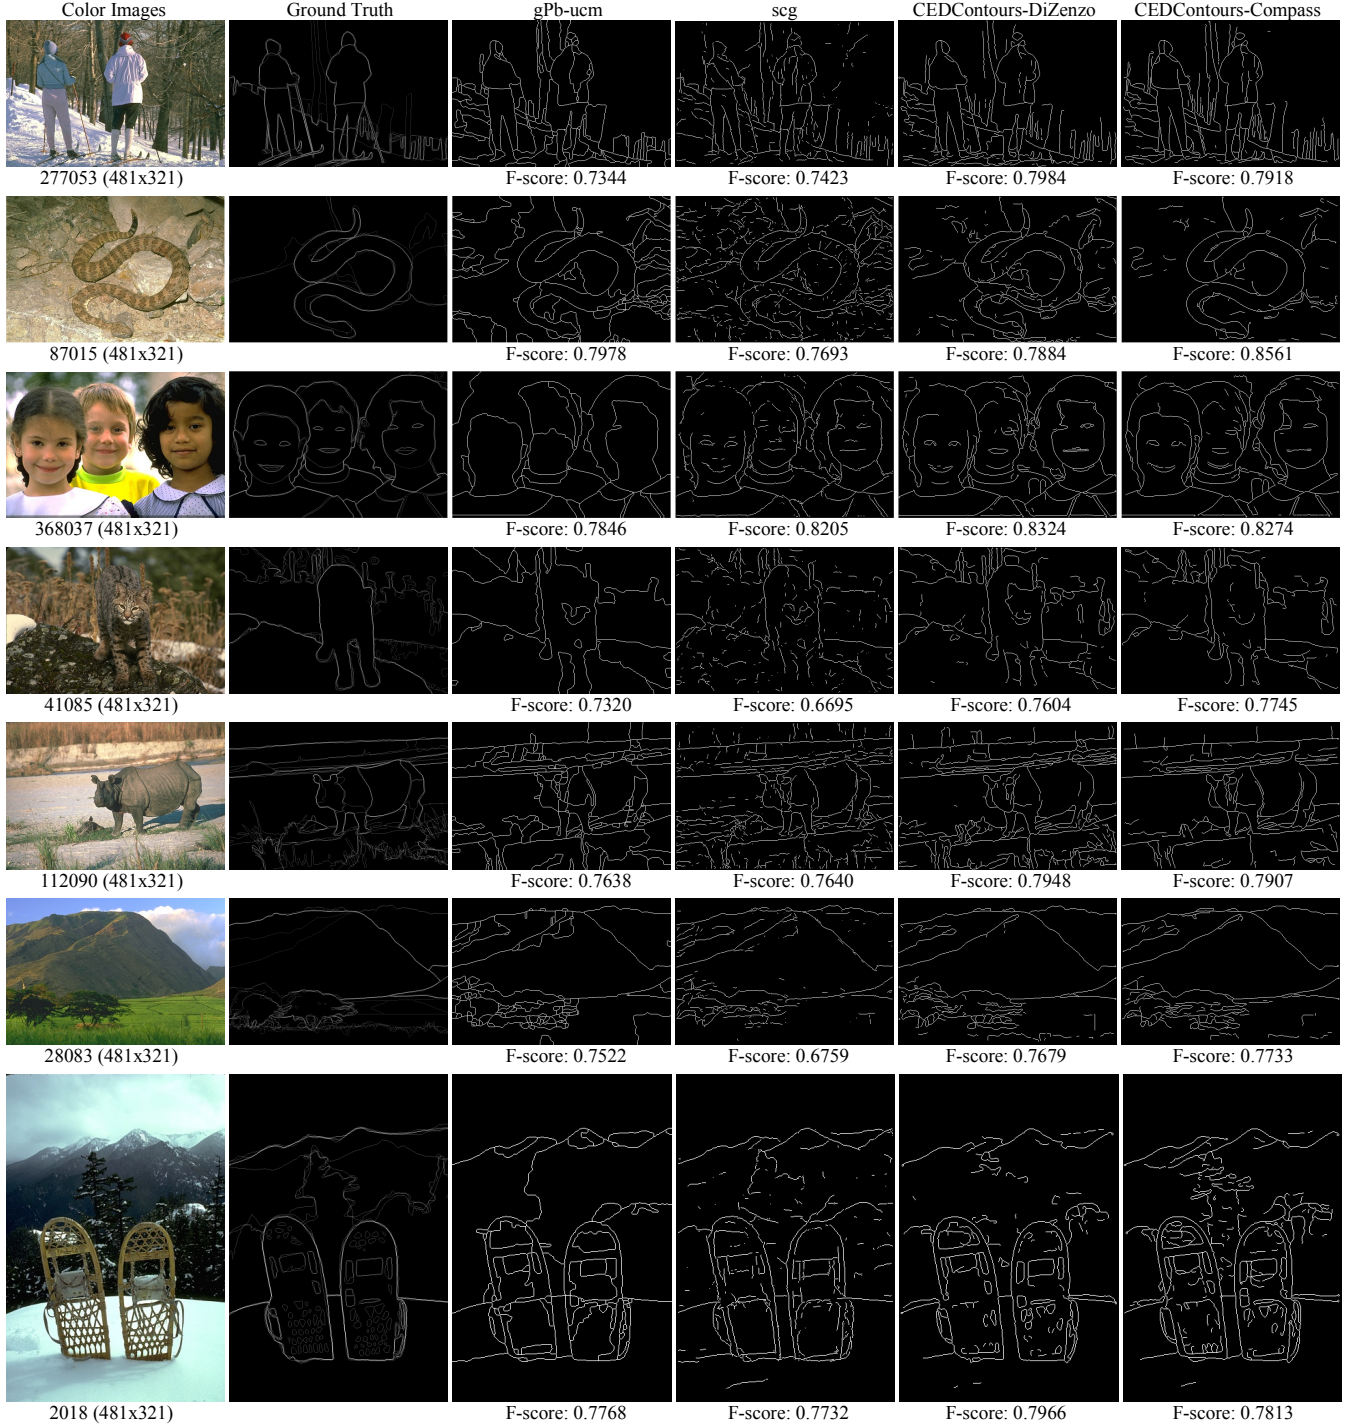 Color Images Ground Truth gPb-ucm scg CEDContours-DiZenzo CEDContours-Compass
277053 (481x321) F-score: 0.7344 F-score: 0.7423 F-score: 0.7984 F-score: 0.7918
87015 (481x321) F-score: 0.7978 F-score: 0.7693 F-score: 0.7884 F-score: 0.8561
368037 (481x321) F-score: 0.7846 F-score: 0.8205 F-score: 0.8324 F-score: 0.8274
41085 (481x321) F-score: 0.7320 F-score: 0.6695 F-score: 0.7604 F-score: 0.7745
112090 (481x321) F-score: 0.7638 F-score: 0.7640 F-score: 0.7948 F-score: 0.7907
28083 (481x321) F-score: 0.7522 F-score: 0.6759 F-score: 0.7679 F-score: 0.7733
2018 (481x321) F-score: 0.7768 F-score: 0.7732 F-score: 0.7966 F-score: 0.7813